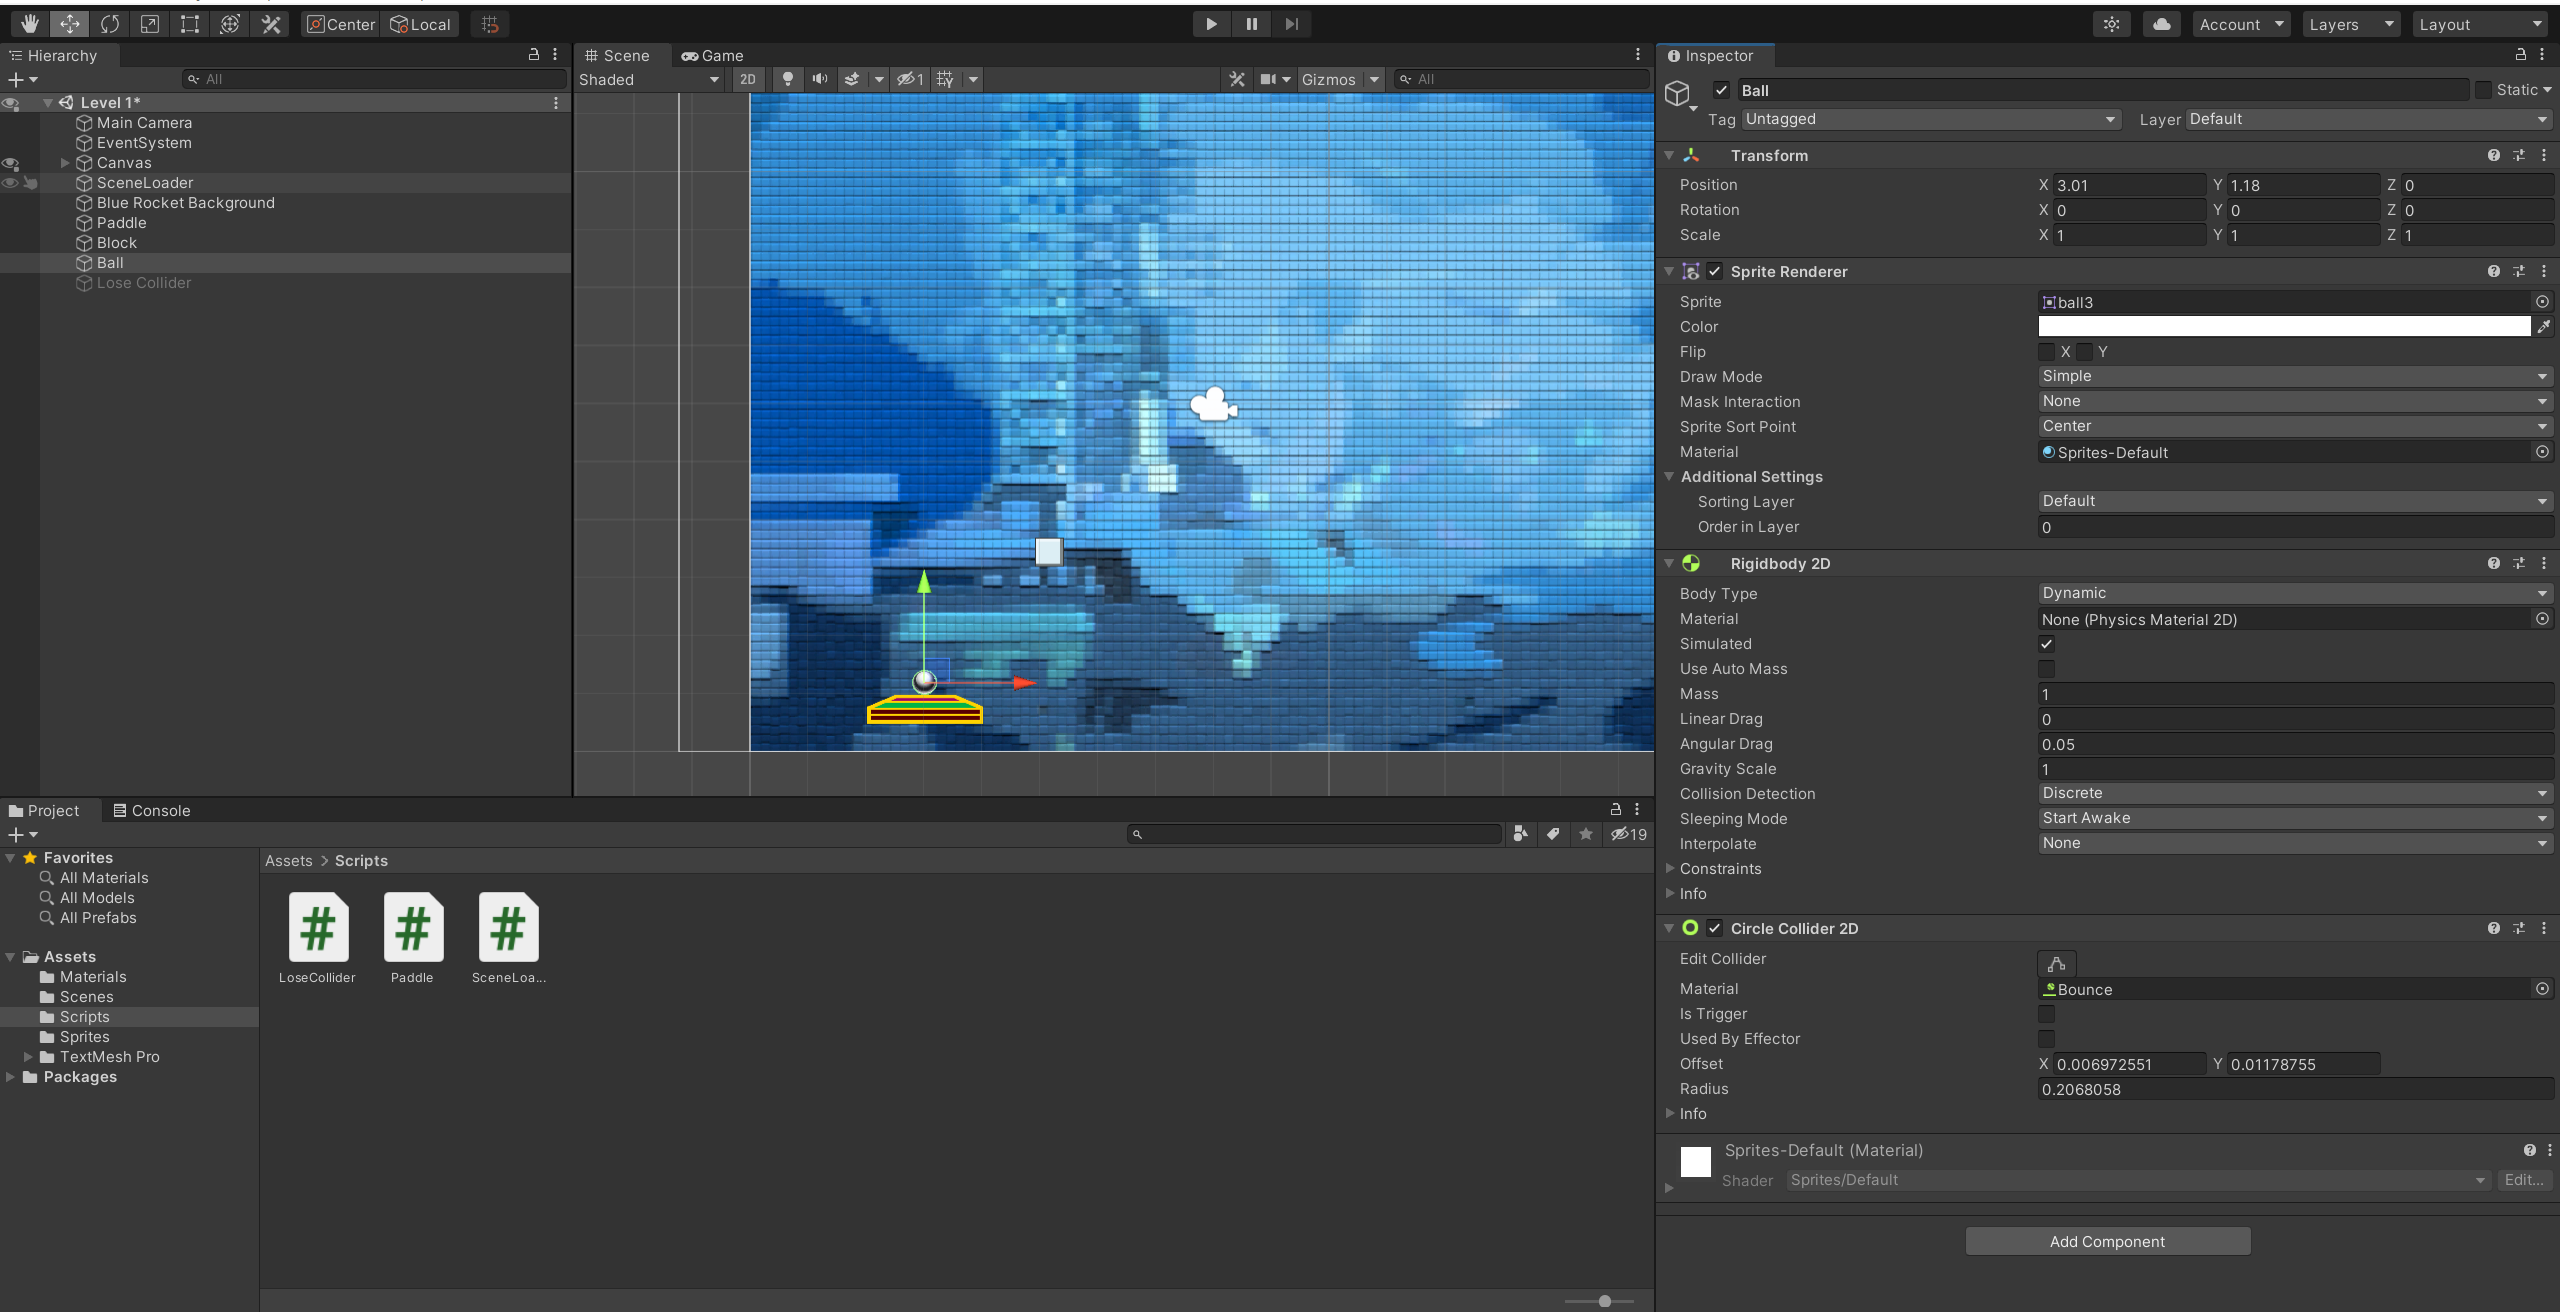 Center
Local
Account
Layers
Layout
Hierarchy
All
Level 1*
Main Camera
EventSystem
Canvas
SceneLoader
Blue Rocket Background
Paddle
Block
Ball
Lose Collider
Scene
Game
Shaded
2D
1
Gizmos
All
Inspector
Ball
Static
Tag
Untagged
Layer
Default
Transform
Position
X 3.01 Y 1.18 Z 0
Rotation
X 0 Y 0 Z 0
Scale
X 1 Y 1 Z 1
Sprite Renderer
Sprite
ball3
Color
Flip
X Y
Draw Mode
Simple
Mask Interaction
None
Sprite Sort Point
Center
Material
Sprites-Default
Additional Settings
Sorting Layer
Default
Order in Layer
0
Rigidbody 2D
Body Type
Dynamic
Material
None (Physics Material 2D)
Simulated
Use Auto Mass
Mass
1
Linear Drag
0
Angular Drag
0.05
Gravity Scale
1
Collision Detection
Discrete
Sleeping Mode
Start Awake
Interpolate
None
Constraints
Info
Circle Collider 2D
Edit Collider
Material
Bounce
Is Trigger
Used By Effector
Offset
X 0.006972551 Y 0.01178755
Radius
0.2068058
Info
Sprites-Default (Material)
Shader
Sprites/Default
Edit...
Add Component
Project
Console
19
Favorites
All Materials
All Models
All Prefabs
Assets
Materials
Scenes
Scripts
Sprites
TextMesh Pro
Packages
Assets > Scripts
LoseCollider
Paddle
SceneLoa...